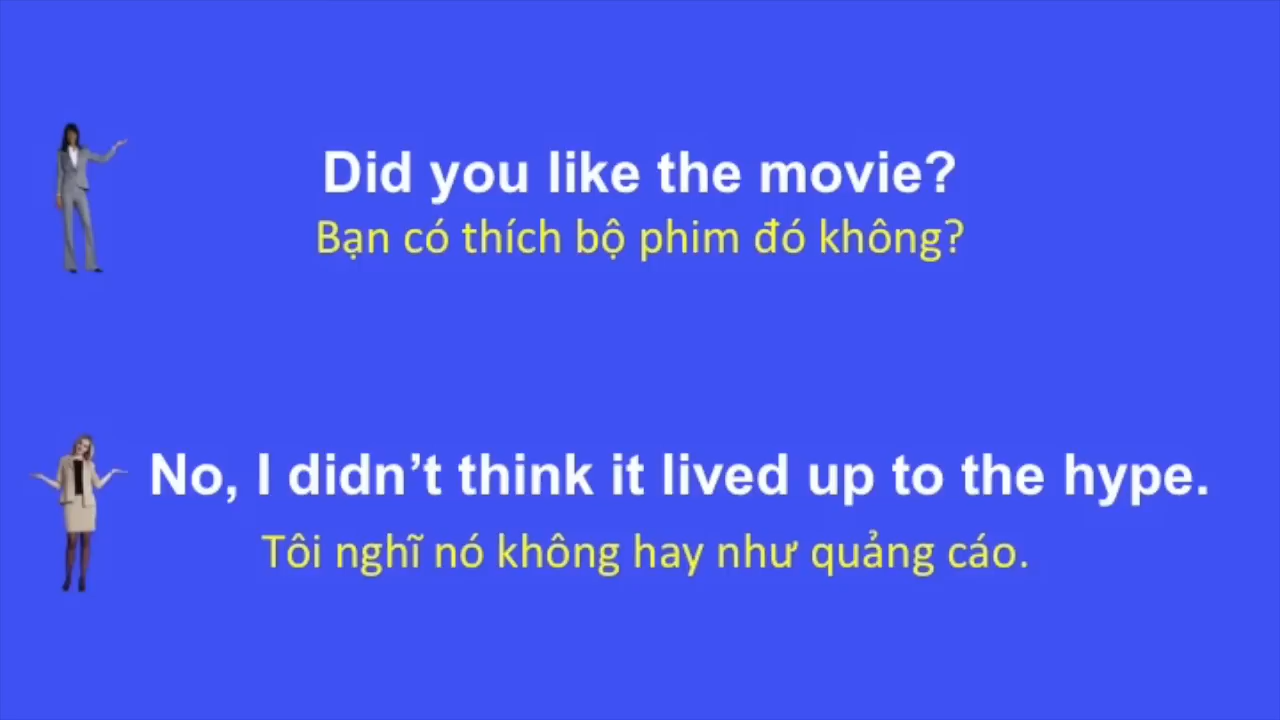 Did you like the movie?
Bạn có thích bộ phim đó không?
No, I didn’t think it lived up to the hype.
Tôi nghĩ nó không hay như quảng cáo.